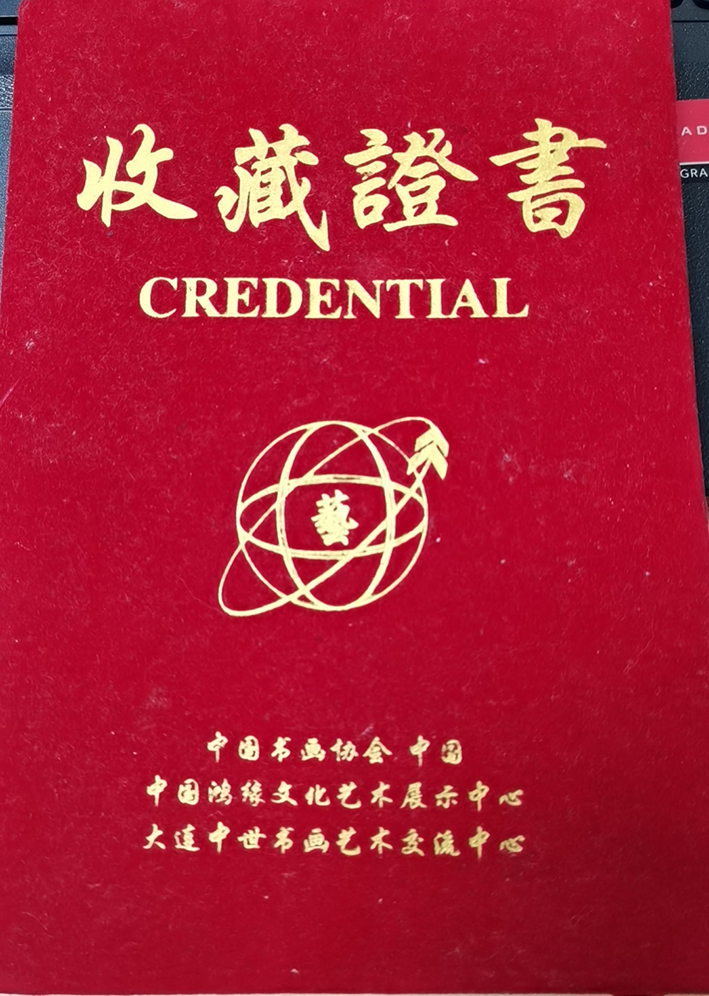 收藏證書
CREDENTIAL
藝
中国书画协会 中国
中国鸿缘文化艺术展示中心
大连中世书画艺术交流中心
AD
GRA